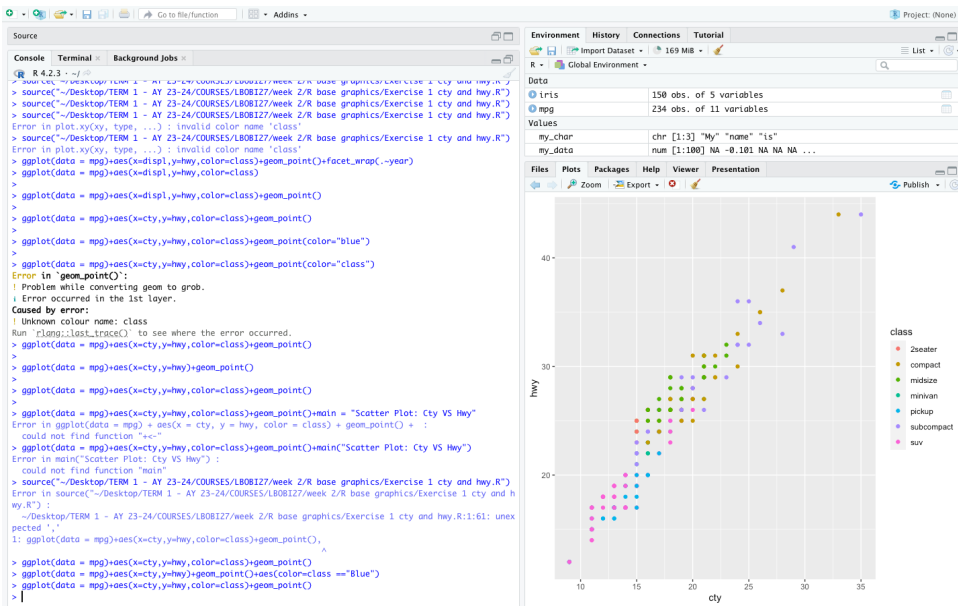 Go to file/function
Addins
Project: (None)
Source
Console Terminal Background Jobs
R 4.2.3 · ~/
> source("~/Desktop/TERM 1 - AY 23-24/COURSES/LBOBIZ7/week 2/R base graphics/Exercise 1 cty and hwy.R")
> source("~/Desktop/TERM 1 - AY 23-24/COURSES/LBOBIZ7/week 2/R base graphics/Exercise 1 cty and hwy.R")
> source("~/Desktop/TERM 1 - AY 23-24/COURSES/LBOBIZ7/week 2/R base graphics/Exercise 1 cty and hwy.R")
> source("~/Desktop/TERM 1 - AY 23-24/COURSES/LBOBIZ7/week 2/R base graphics/Exercise 1 cty and hwy.R")
Error in plot.xy(xy, type, ...) : invalid color name 'class'
> source("~/Desktop/TERM 1 - AY 23-24/COURSES/LBOBIZ7/week 2/R base graphics/Exercise 1 cty and hwy.R")
Error in plot.xy(xy, type, ...) : invalid color name 'class'
> ggplot(data = mpg)+aes(x=displ,y=hwy,color=class)+geom_point()+facet_wrap(.~year)
> ggplot(data = mpg)+aes(x=displ,y=hwy,color=class)
>
> ggplot(data = mpg)+aes(x=displ,y=hwy,color=class)+geom_point()
>
> ggplot(data = mpg)+aes(x=cty,y=hwy,color=class)+geom_point()
>
> ggplot(data = mpg)+aes(x=cty,y=hwy,color=class)+geom_point(color="blue")
>
> ggplot(data = mpg)+aes(x=cty,y=hwy,color=class)+geom_point(color="class")
Error in `geom_point()`:
! Problem while converting geom to grob.
ℹ Error occurred in the 1st layer.
Caused by error:
! Unknown colour name: class
Run `rlang::last_trace()` to see where the error occurred.
> ggplot(data = mpg)+aes(x=cty,y=hwy,color=class)+geom_point()
>
> ggplot(data = mpg)+aes(x=cty,y=hwy)+geom_point()
>
> ggplot(data = mpg)+aes(x=cty,y=hwy,color=class)+geom_point()
>
> ggplot(data = mpg)+aes(x=cty,y=hwy,color=class)+geom_point()+main = "Scatter Plot: Cty VS Hwy"
Error in ggplot(data = mpg) + aes(x = cty, y = hwy, color = class) + geom_point() + :
could not find function "+<-"
> ggplot(data = mpg)+aes(x=cty,y=hwy,color=class)+geom_point()+main("Scatter Plot: Cty VS Hwy")
Error in main("Scatter Plot: Cty VS Hwy") :
could not find function "main"
> source("~/Desktop/TERM 1 - AY 23-24/COURSES/LBOBIZ7/week 2/R base graphics/Exercise 1 cty and hwy.R")
Error in source("~/Desktop/TERM 1 - AY 23-24/COURSES/LBOBIZ7/week 2/R base graphics/Exercise 1 cty and h
wy.R") :
~/Desktop/TERM 1 - AY 23-24/COURSES/LBOBIZ7/week 2/R base graphics/Exercise 1 cty and hwy.R:1:61: unex
pected ','
1: ggplot(data = mpg)+aes(x=cty,y=hwy,color=class)+geom_point(),
^
> ggplot(data = mpg)+aes(x=cty,y=hwy,color=class)+geom_point()
> ggplot(data = mpg)+aes(x=cty,y=hwy)+geom_point()+aes(color=class =="Blue")
> ggplot(data = mpg)+aes(x=cty,y=hwy,color=class)+geom_point()
>
Environment History Connections Tutorial
Import Dataset 169 MiB List
R Global Environment
Data
iris 150 obs. of 5 variables
mpg 234 obs. of 11 variables
Values
my_char chr [1:3] "My" "name" "is"
my_data num [1:100] NA -0.101 NA NA NA ...
Files Plots Packages Help Viewer Presentation
Zoom Export Publish
40
30
20
hwy
10 15 20 25 30 35
cty
class
2seater
compact
midsize
minivan
pickup
subcompact
suv